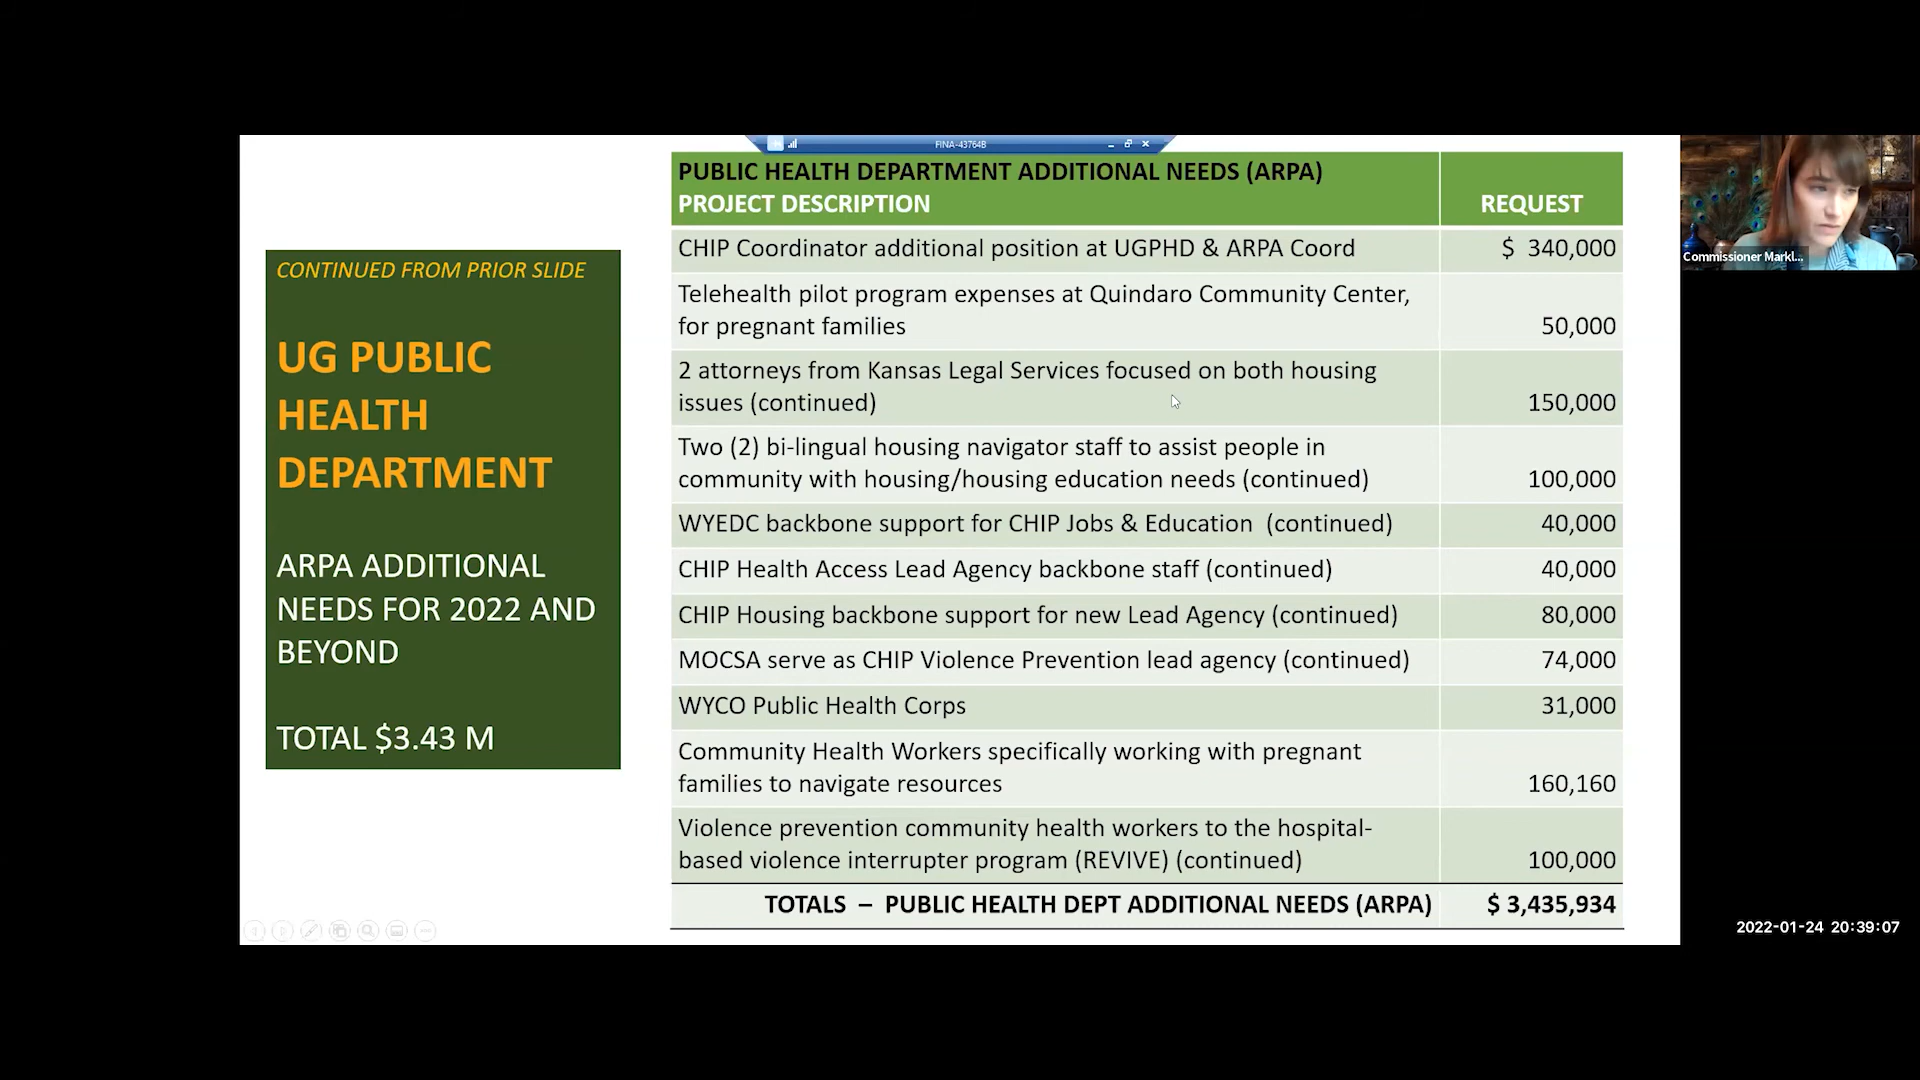 FINA-43764B
CONTINUED FROM PRIOR SLIDE
UG PUBLIC
HEALTH
DEPARTMENT
ARPA ADDITIONAL
NEEDS FOR 2022 AND
BEYOND
TOTAL $3.43 M
PUBLIC HEALTH DEPARTMENT ADDITIONAL NEEDS (ARPA)
PROJECT DESCRIPTION REQUEST
CHIP Coordinator additional position at UGPHD & ARPA Coord $ 340,000
Telehealth pilot program expenses at Quindaro Community Center,
for pregnant families 50,000
2 attorneys from Kansas Legal Services focused on both housing
issues (continued) 150,000
Two (2) bi-lingual housing navigator staff to assist people in
community with housing/housing education needs (continued) 100,000
WYEDC backbone support for CHIP Jobs & Education (continued) 40,000
CHIP Health Access Lead Agency backbone staff (continued) 40,000
CHIP Housing backbone support for new Lead Agency (continued) 80,000
MOCSA serve as CHIP Violence Prevention lead agency (continued) 74,000
WYCO Public Health Corps 31,000
Community Health Workers specifically working with pregnant
families to navigate resources 160,160
Violence prevention community health workers to the hospital-
based violence interrupter program (REVIVE) (continued) 100,000
TOTALS – PUBLIC HEALTH DEPT ADDITIONAL NEEDS (ARPA) $ 3,435,934
Commissioner Markl...
2022-01-24 20:39:07